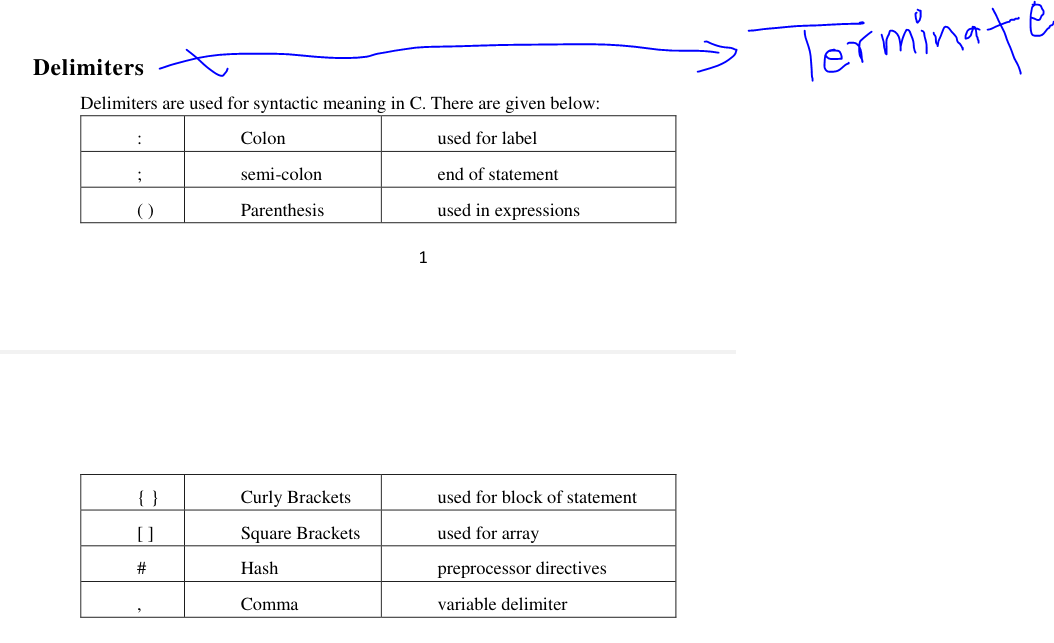 Terminate
Delimiters
Delimiters are used for syntactic meaning in C. There are given below:
: Colon used for label
; semi-colon end of statement
( ) Parenthesis used in expressions
1
{ } Curly Brackets used for block of statement
[ ] Square Brackets used for array
# Hash preprocessor directives
, Comma variable delimiter